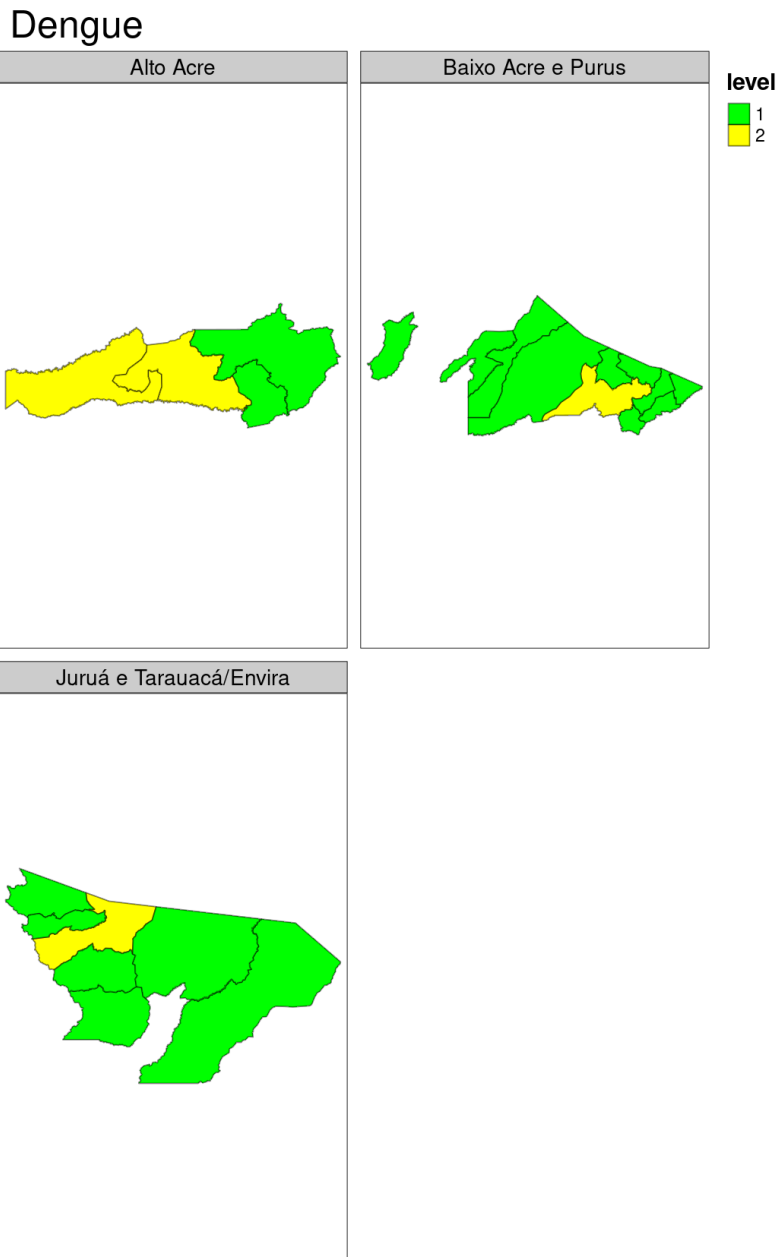 Dengue
Alto Acre
Baixo Acre e Purus
level
1
2
Juruá e Tarauacá/Envira